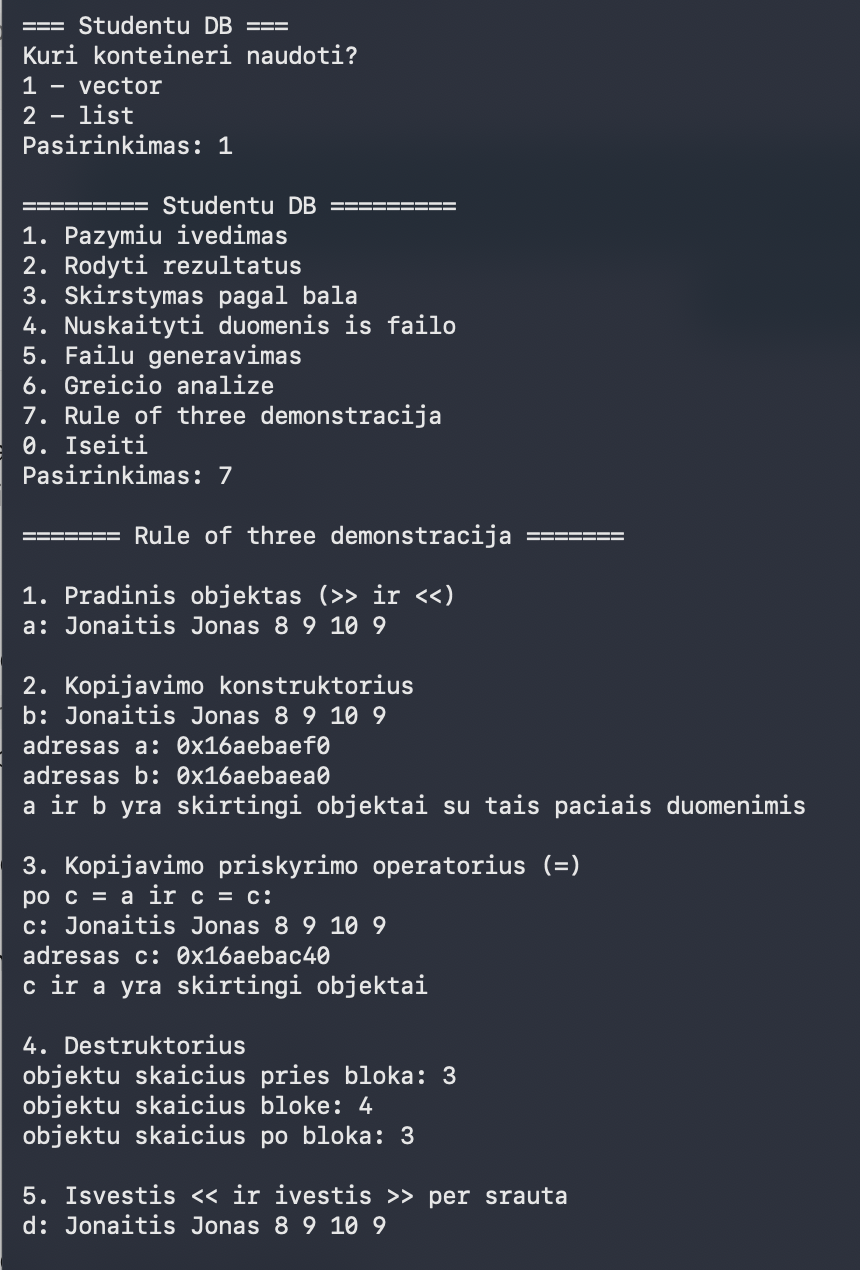 === Studentu DB ===
Kuri konteineri naudoti?
1 – vector
2 – list
Pasirinkimas: 1
========= Studentu DB =========
1. Pazymiu ivedimas
2. Rodyti rezultatus
3. Skirstymas pagal bala
4. Nuskaityti duomenis is failo
5. Failu generavimas
6. Greicio analize
7. Rule of three demonstracija
0. Iseiti
Pasirinkimas: 7
======= Rule of three demonstracija =======
1. Pradinis objektas (>> ir <<)
a: Jonaitis Jonas 8 9 10 9
2. Kopijavimo konstruktorius
b: Jonaitis Jonas 8 9 10 9
adresas a: 0x16aebaef0
adresas b: 0x16aebaea0
a ir b yra skirtingi objektai su tais paciais duomenimis
3. Kopijavimo priskyrimo operatorius (=)
po c = a ir c = c:
c: Jonaitis Jonas 8 9 10 9
adresas c: 0x16aebac40
c ir a yra skirtingi objektai
4. Destruktorius
objektu skaicius pries bloka: 3
objektu skaicius bloke: 4
objektu skaicius po bloka: 3
5. Isvestis << ir ivestis >> per srauta
d: Jonaitis Jonas 8 9 10 9